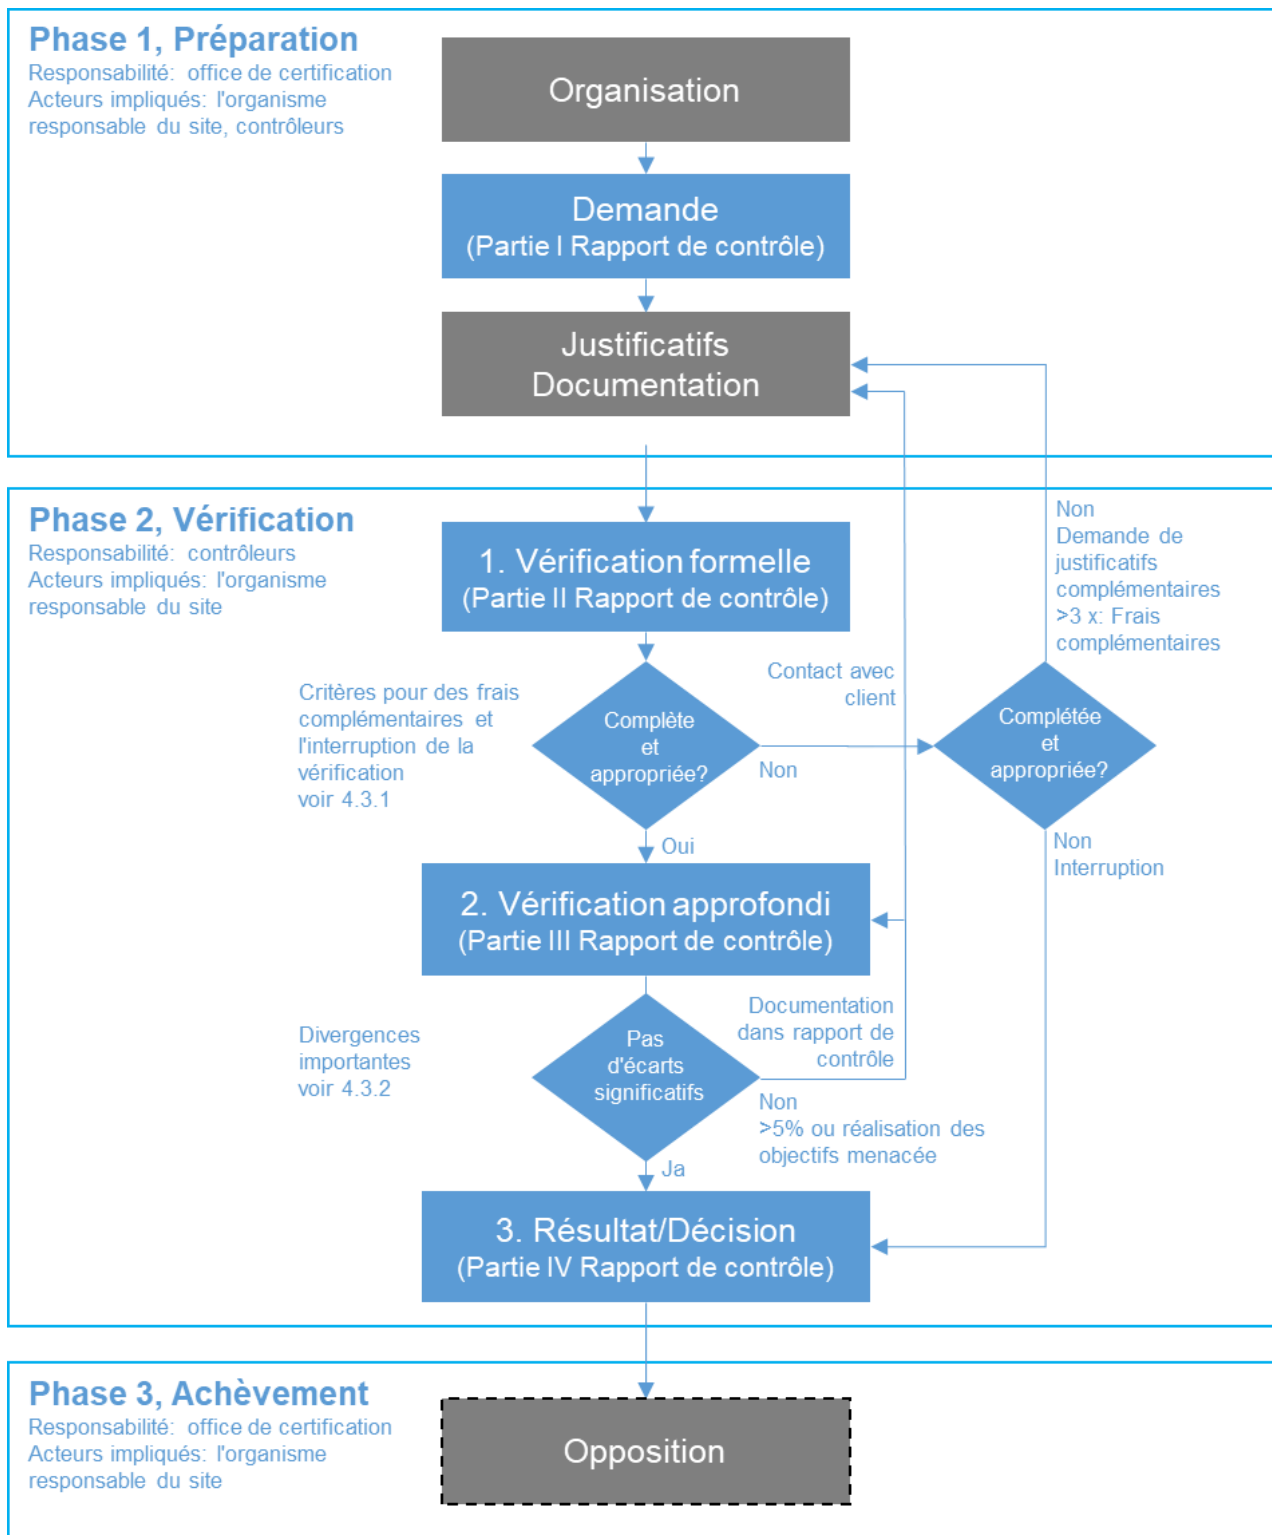 Phase 1, Préparation
Responsabilité: office de certification
Acteurs impliqués: l'organisme
responsable du site, contrôleurs
Organisation
Demande
(Partie I Rapport de contrôle)
Justificatifs
Documentation
Phase 2, Vérification
Responsabilité: contrôleurs
Acteurs impliqués: l'organisme
responsable du site
1. Vérification formelle
(Partie II Rapport de contrôle)
Non
Demande de
justificatifs
complémentaires
>3 x: Frais
complémentaires
Critères pour des frais
complémentaires et
l'interruption de la
vérification
voir 4.3.1
Complète
et
appropriée?
Contact avec
client
Non
Complétée
et
appropriée?
Oui
Non
Interruption
2. Vérification approfondi
(Partie III Rapport de contrôle)
Divergences
importantes
voir 4.3.2
Pas
d'écarts
significatifs
Documentation
dans rapport de
contrôle
Non
>5% ou réalisation des
objectifs menacée
Ja
3. Résultat/Décision
(Partie IV Rapport de contrôle)
Phase 3, Achèvement
Responsabilité: office de certification
Acteurs impliqués: l'organisme
responsable du site
Opposition